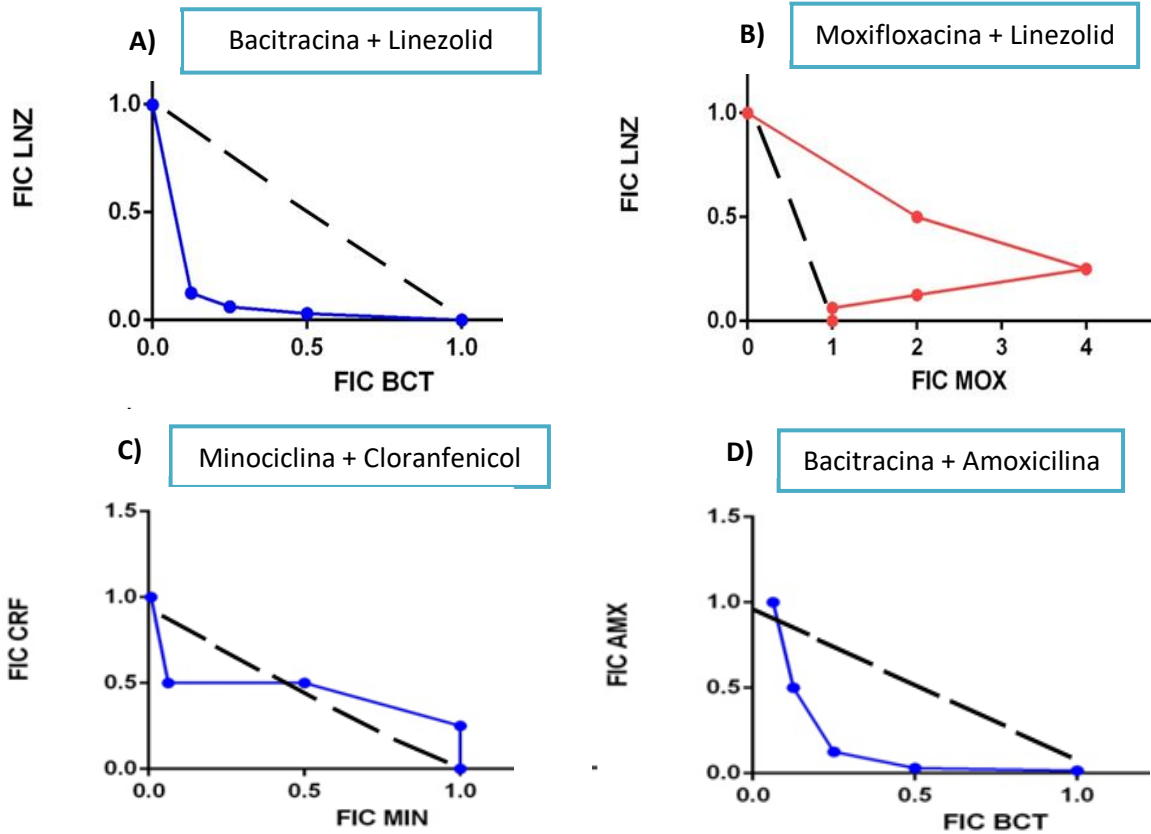 A)
Bacitracina + Linezolid
FIC LNZ
1.0
0.5
0.0
0.0
0.5
1.0
FIC BCT
B)
Moxifloxacina + Linezolid
FIC LNZ
1.0
0.5
0.0
0
1
2
3
4
FIC MOX
C)
Minociclina + Cloranfenicol
FIC CRF
1.5
1.0
0.5
0.0
0.0
0.5
1.0
FIC MIN
D)
Bacitracina + Amoxicilina
FIC AMX
1.5
1.0
0.5
0.0
0.0
0.5
1.0
FIC BCT